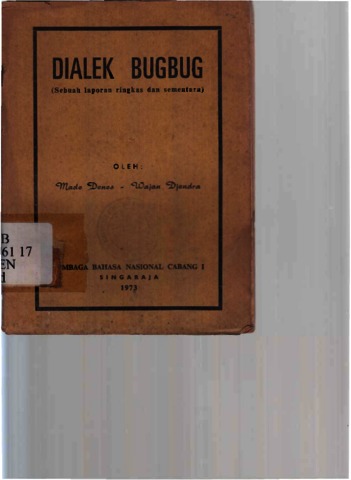 DIALEK BUGBUG
(Sebuah laporan ringkas dan sementara)
OLEH:
Made Denes - Wajan Djendra
B
61 17
EN
H
MBAGA BAHASA NASIONAL CABANG I
SINGARAJA
1973